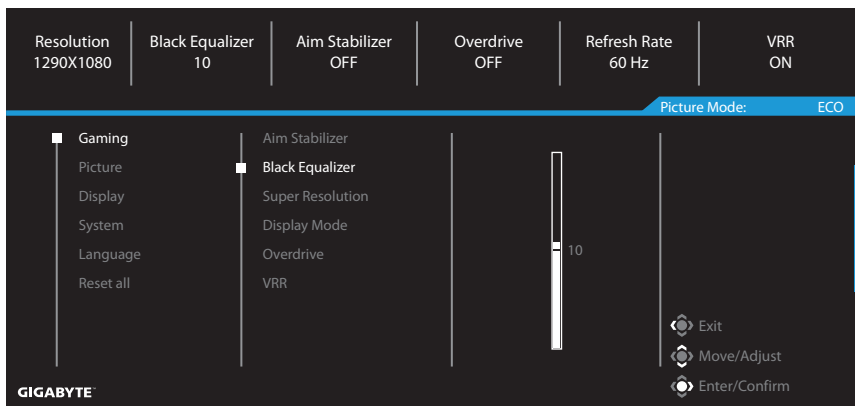 Resolution
1290X1080
Black Equalizer
10
Aim Stabilizer
OFF
Overdrive
OFF
Refresh Rate
60 Hz
VRR
ON
Picture Mode: ECO
Gaming
Picture
Display
System
Language
Reset all
Aim Stabilizer
Black Equalizer
Super Resolution
Display Mode
Overdrive
VRR
10
Exit
Move/Adjust
Enter/Confirm
GIGABYTE™